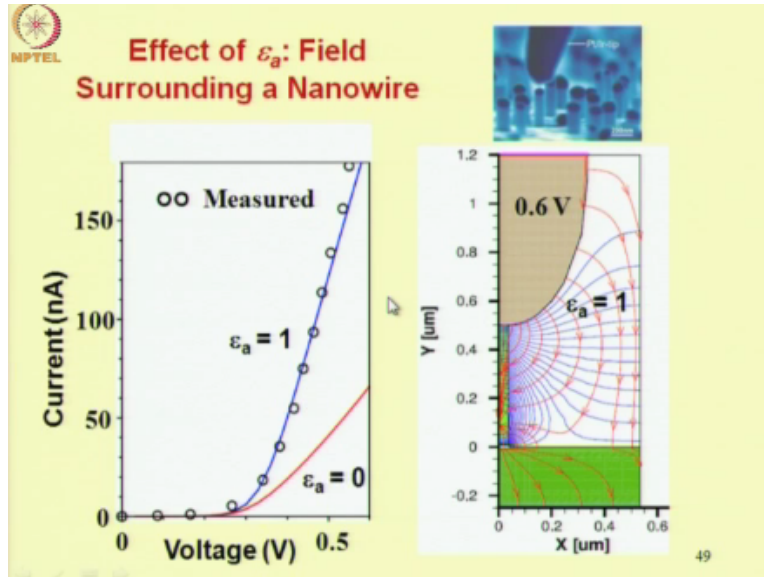 NPTEL
Effect of εₐ: Field
Surrounding a Nanowire
150
100
50
0
Current (nA)
Measured
εₐ = 1
εₐ = 0
0
0.5
Voltage (V)
1.2
1
0.8
0.6
0.4
0.2
0
-0.2
Y [um]
0.6 V
εₐ = 1
0
0.2
0.4
0.6
X [um]
49